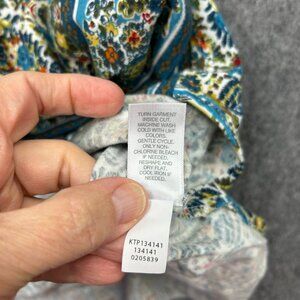 TURN GARMENT
INSIDE OUT.
MACHINE WASH
COLD WITH LIKE
COLORS.
GENTLE CYCLE.
ONLY NON-
CHLORINE BLEACH
IF NEEDED.
RESHAPE AND
DRY FLAT.
COOL IRON IF
NEEDED.
KTP134141
134141
0205839